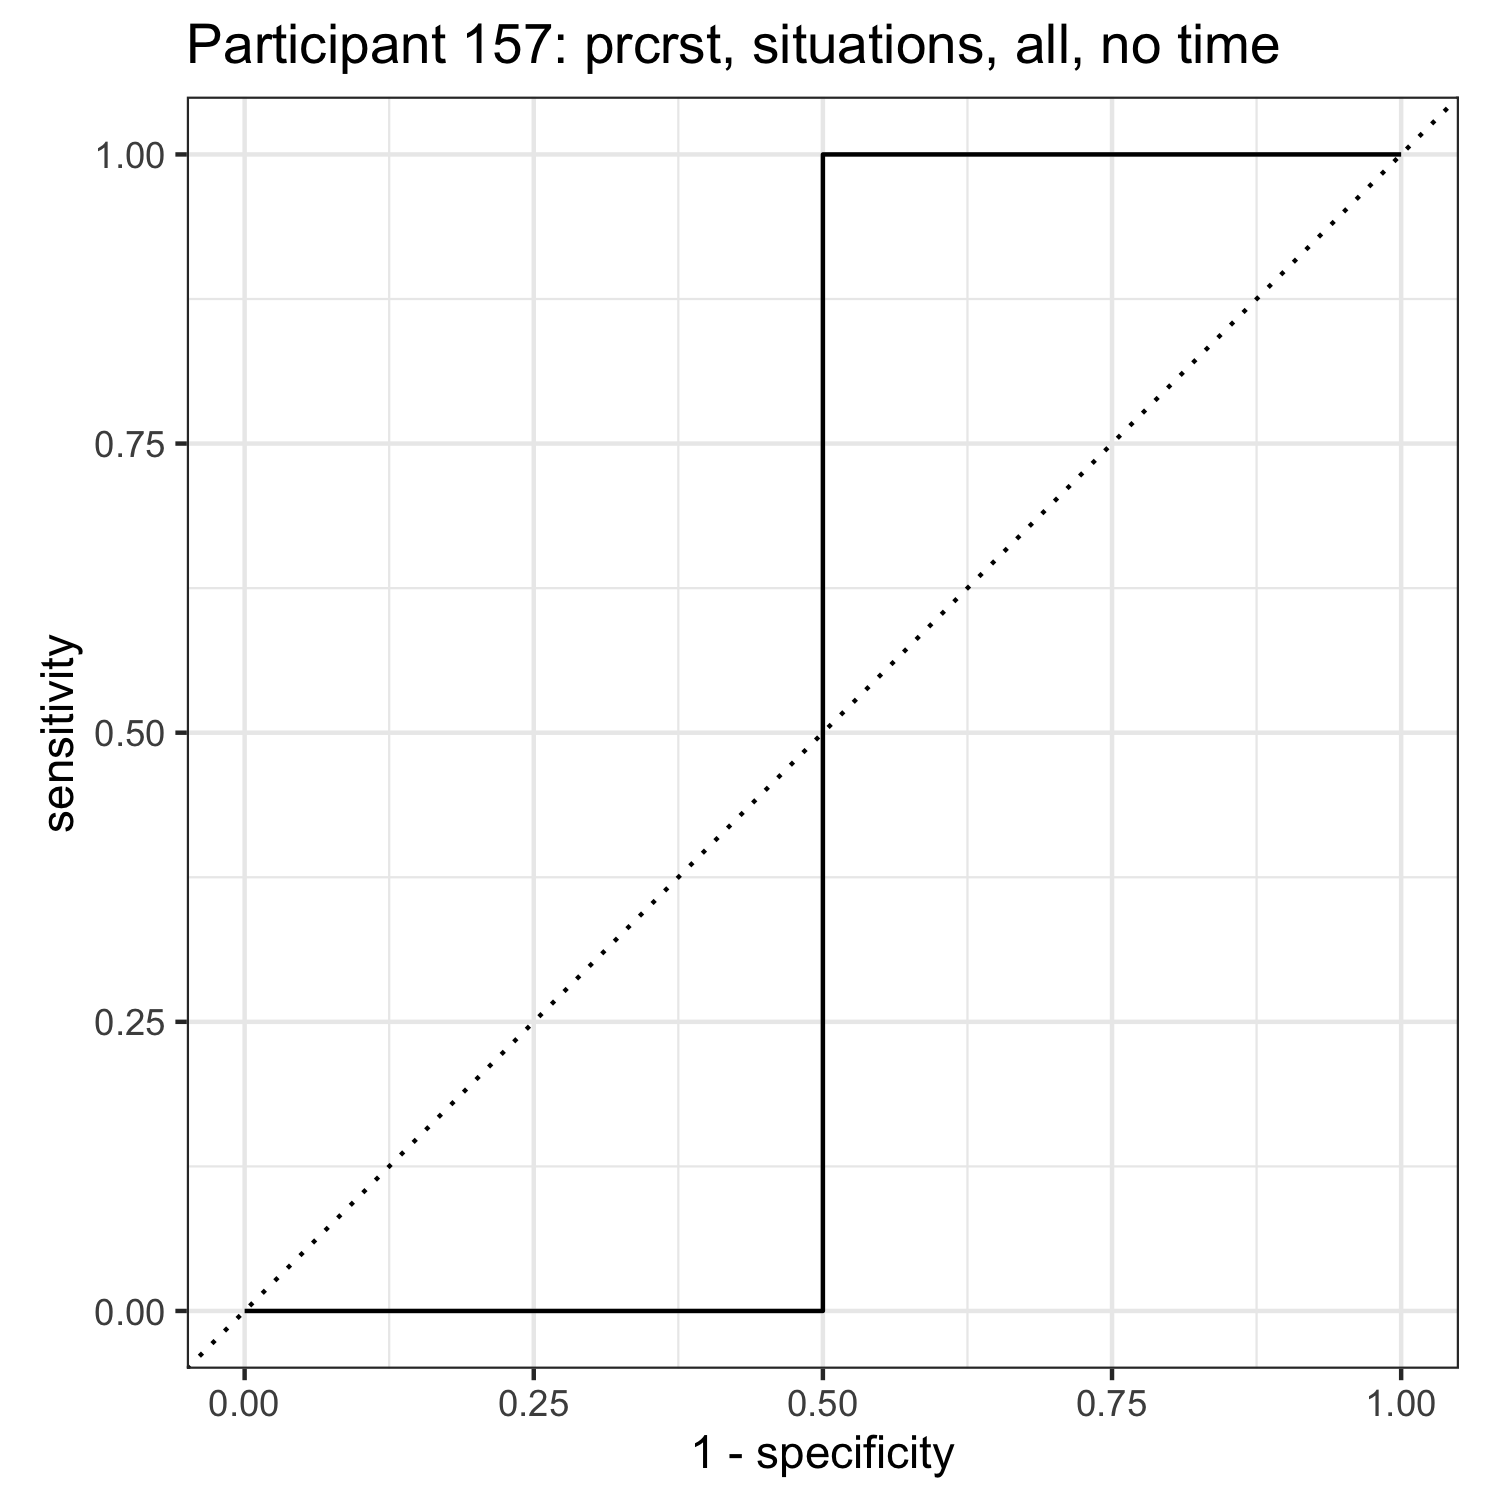 Participant 157: prcrst, situations, all, no time
1.00
0.75
0.50
0.25
0.00
sensitivity
0.00 0.25 0.50 0.75 1.00
1 - specificity